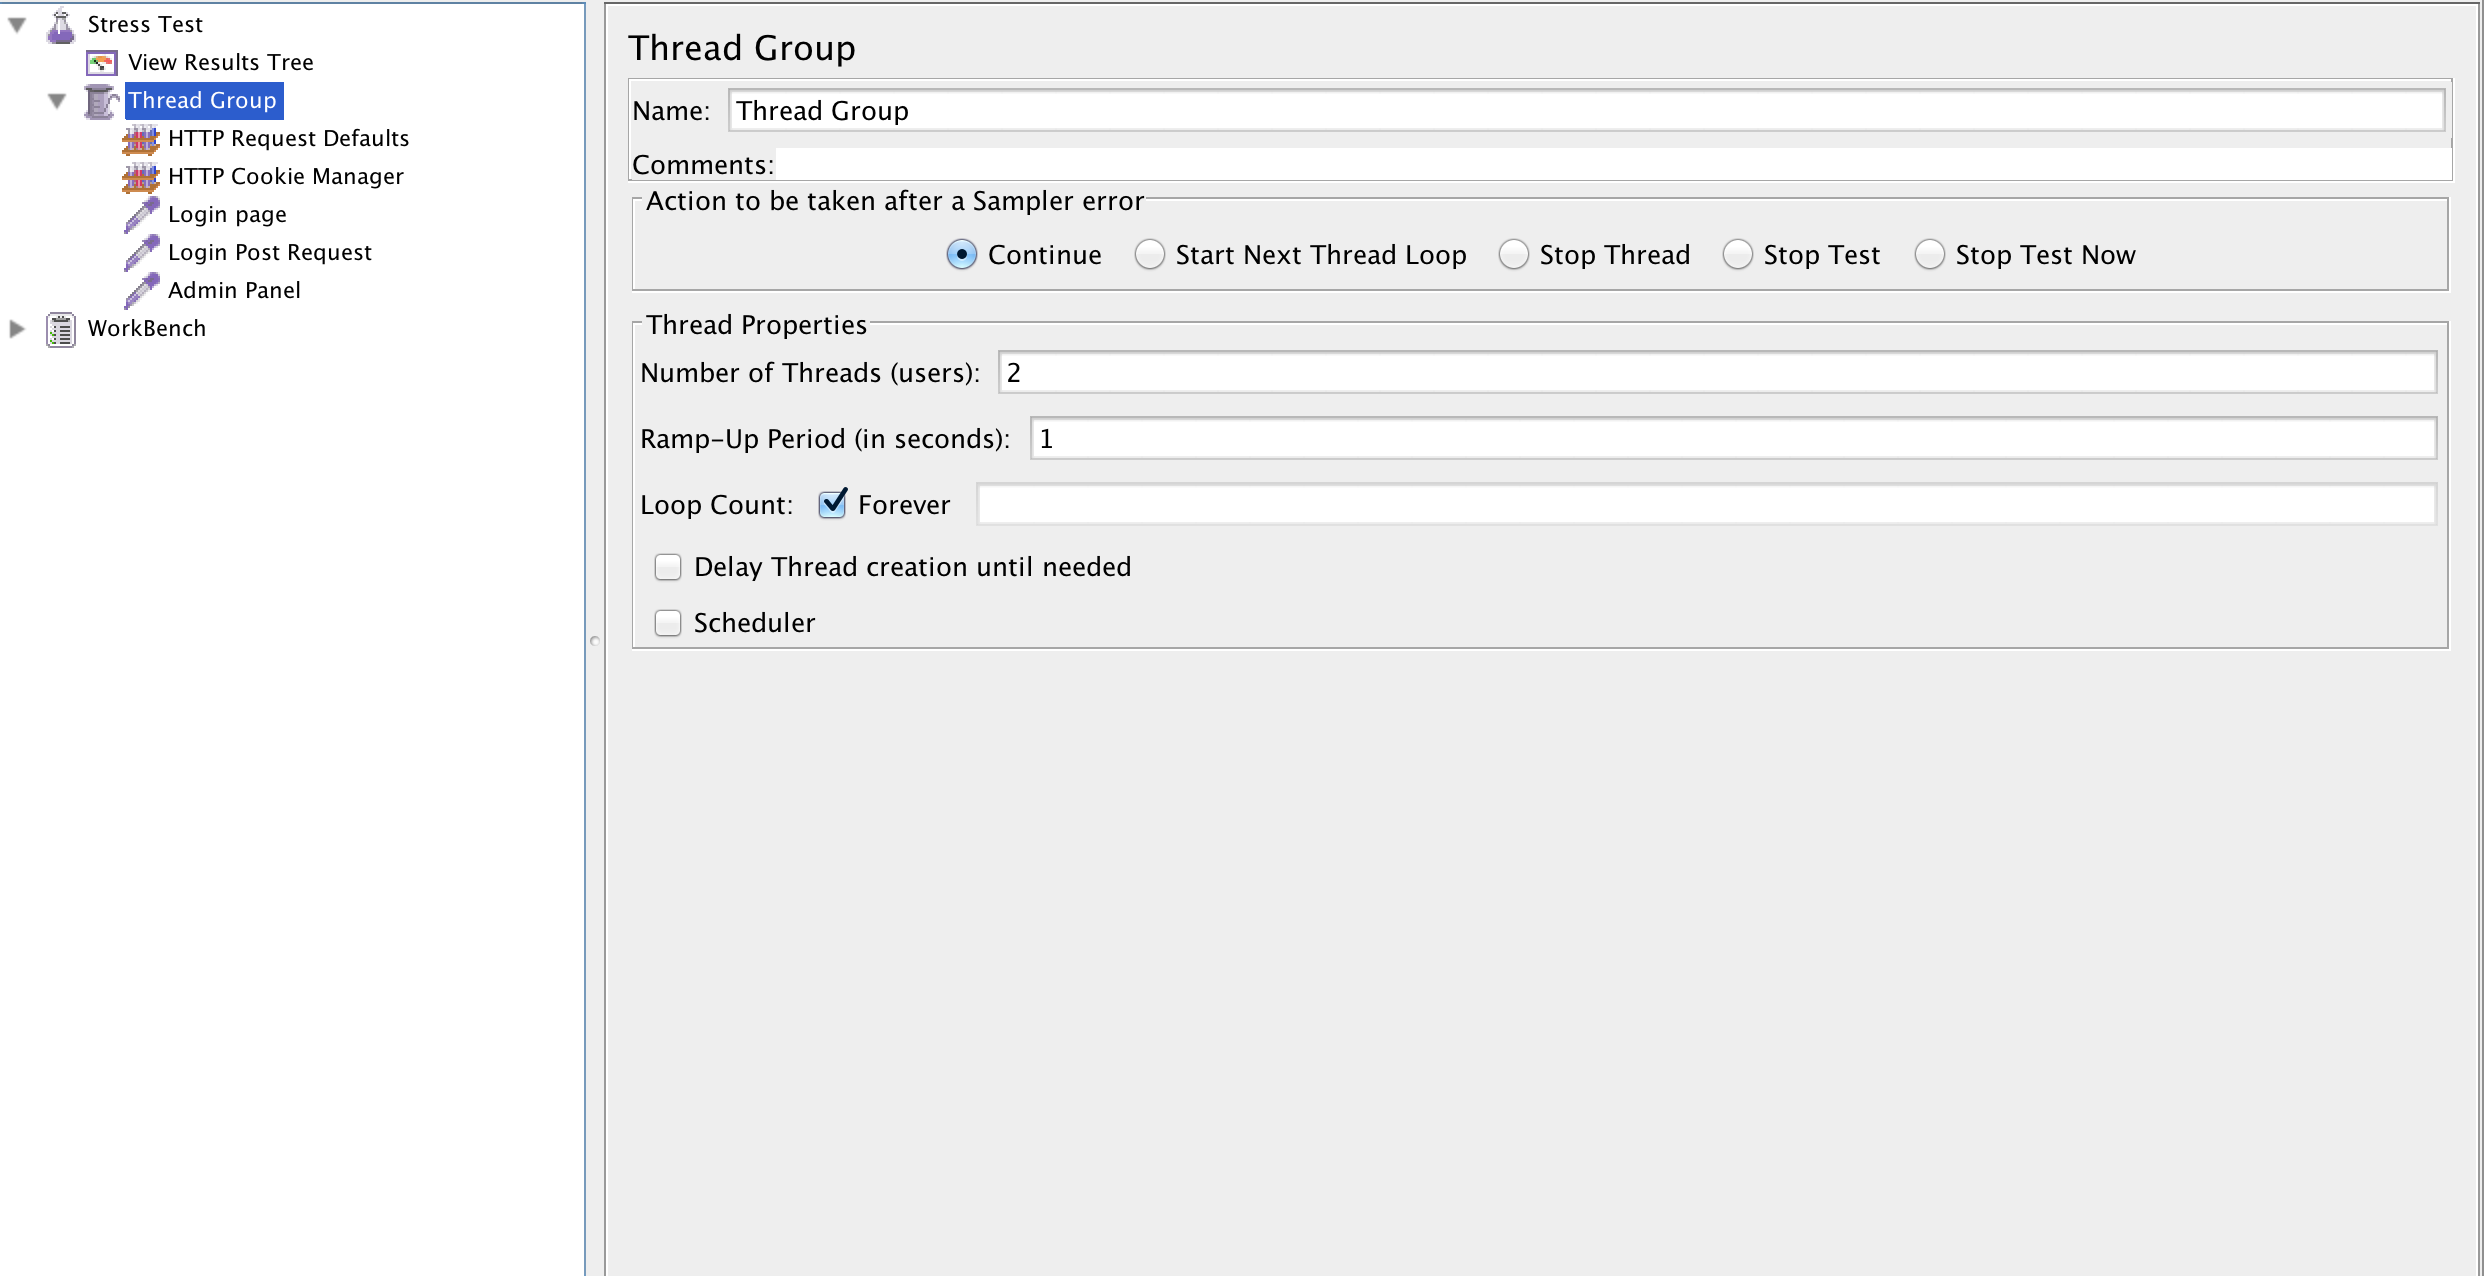 Stress Test
View Results Tree
Thread Group
HTTP Request Defaults
HTTP Cookie Manager
Login page
Login Post Request
Admin Panel
WorkBench
Thread Group
Name: Thread Group
Comments:
Action to be taken after a Sampler error
Continue Start Next Thread Loop Stop Thread Stop Test Stop Test Now
Thread Properties
Number of Threads (users): 2
Ramp-Up Period (in seconds): 1
Loop Count: Forever
Delay Thread creation until needed
Scheduler